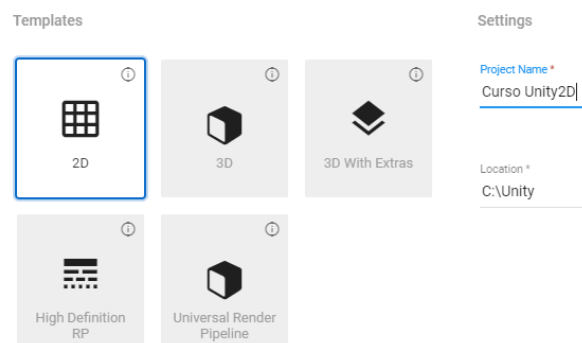 Templates
Settings
2D
3D
3D With Extras
High Definition
RP
Universal Render
Pipeline
Project Name *
Curso Unity2D
Location *
C:\Unity